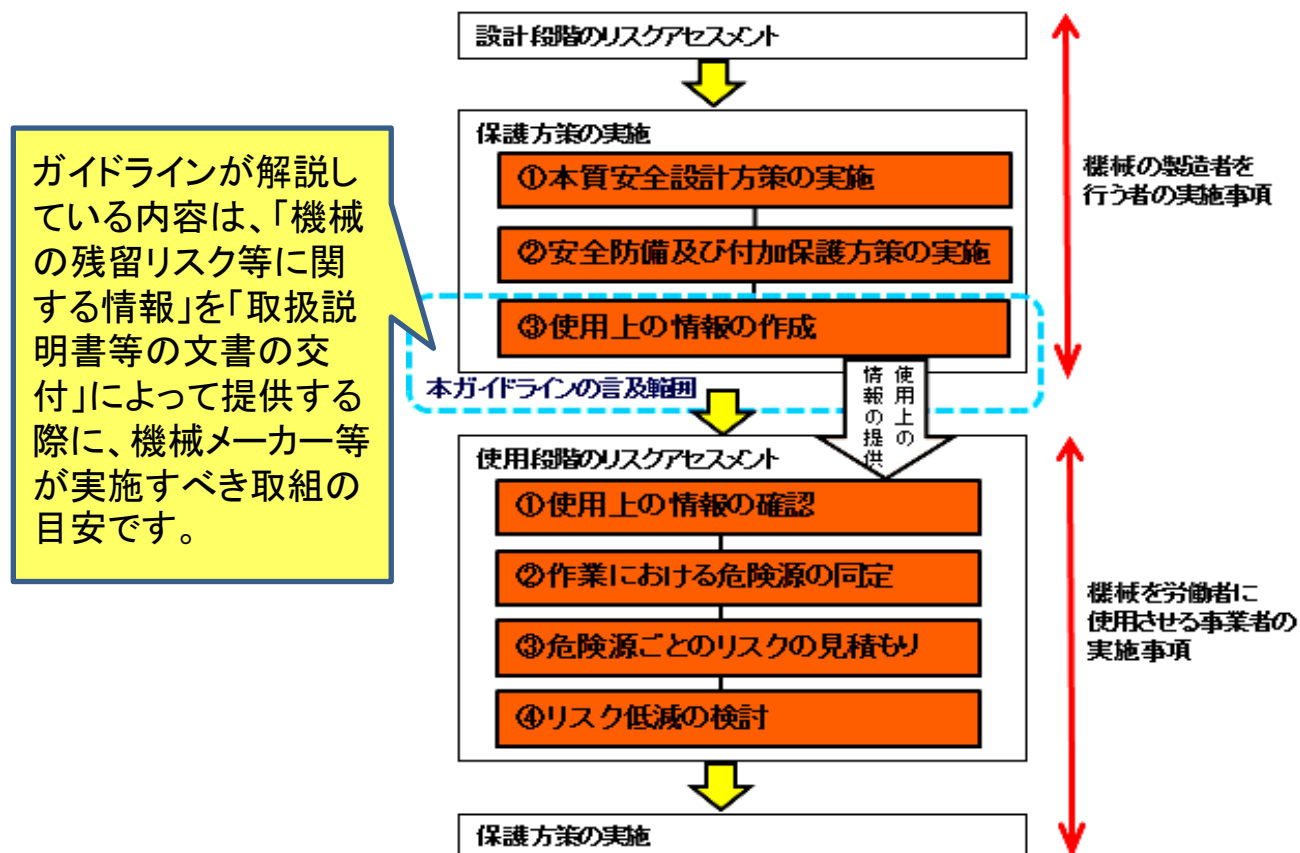 設計段階のリスクアセスメント
保護方策の実施
①本質安全設計方策の実施
②安全防備及び付加保護方策の実施
③使用上の情報の作成
機械の製造者を
行う者の実施事項
ガイドラインが解説し
ている内容は、「機械
の残留リスク等に関
する情報」を「取扱説
明書等の文書の交
付」によって提供する
際に、機械メーカー等
が実施すべき取組の
目安です。
本ガイドラインの言及範囲
使用上の
情報の提供
使用段階のリスクアセスメント
①使用上の情報の確認
②作業における危険源の同定
③危険源ごとのリスクの見積もり
④リスク低減の検討
機械を労働者に
使用させる事業者の
実施事項
保護方策の実施